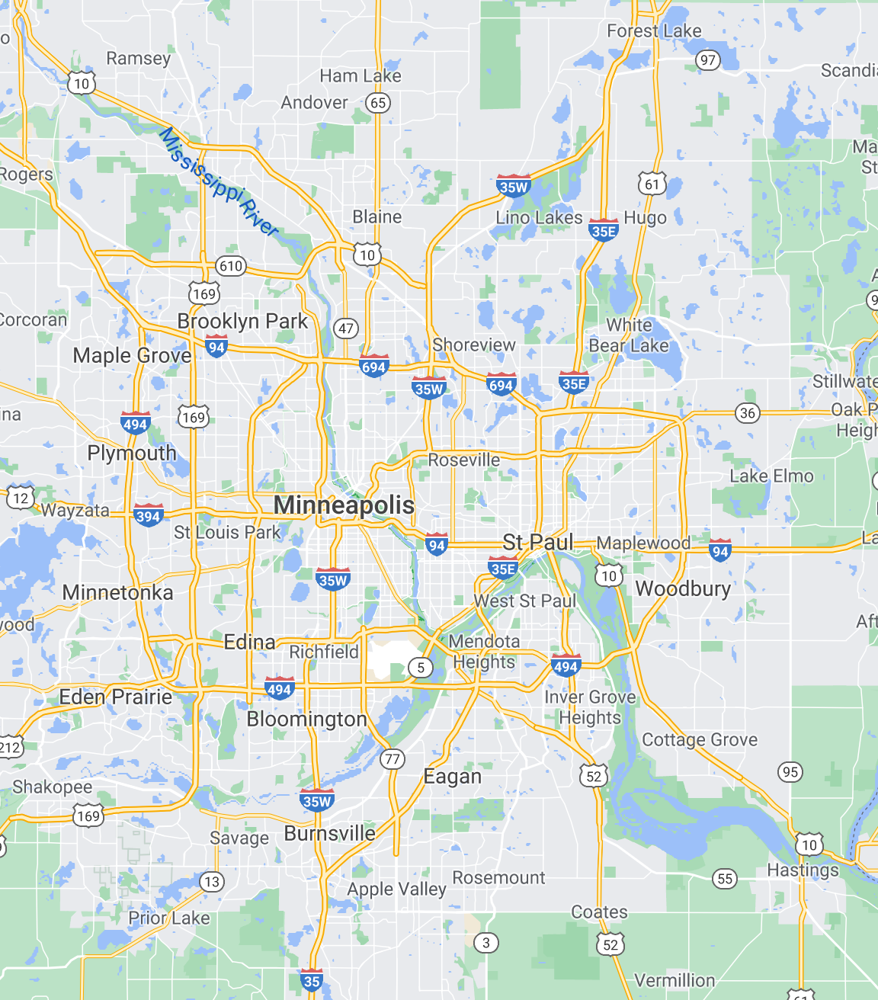 Forest Lake
Ramsey
97
Scandia
Ham Lake
10
Andover
65
Mississippi River
Rogers
61
35W
Blaine
Lino Lakes
Hugo
35E
10
610
169
Corcoran
Brooklyn Park
47
White
Bear Lake
94
Shoreview
Maple Grove
694
694
35E
35W
Stillwate
36
Oak P
Heigh
169
494
Plymouth
Roseville
Lake Elmo
12
Wayzata
Minneapolis
394
St Louis Park
94
St Paul
Maplewood
94
35E
10
35W
Minnetonka
Woodbury
West St Paul
wood
Aft
Edina
Richfield
Mendota
Heights
5
494
494
Eden Prairie
Inver Grove
Heights
Bloomington
212
Cottage Grove
77
Eagan
52
95
Shakopee
35W
169
Savage
Burnsville
10
Hastings
13
Apple Valley
Rosemount
55
Prior Lake
Coates
3
52
35
Vermillion
61